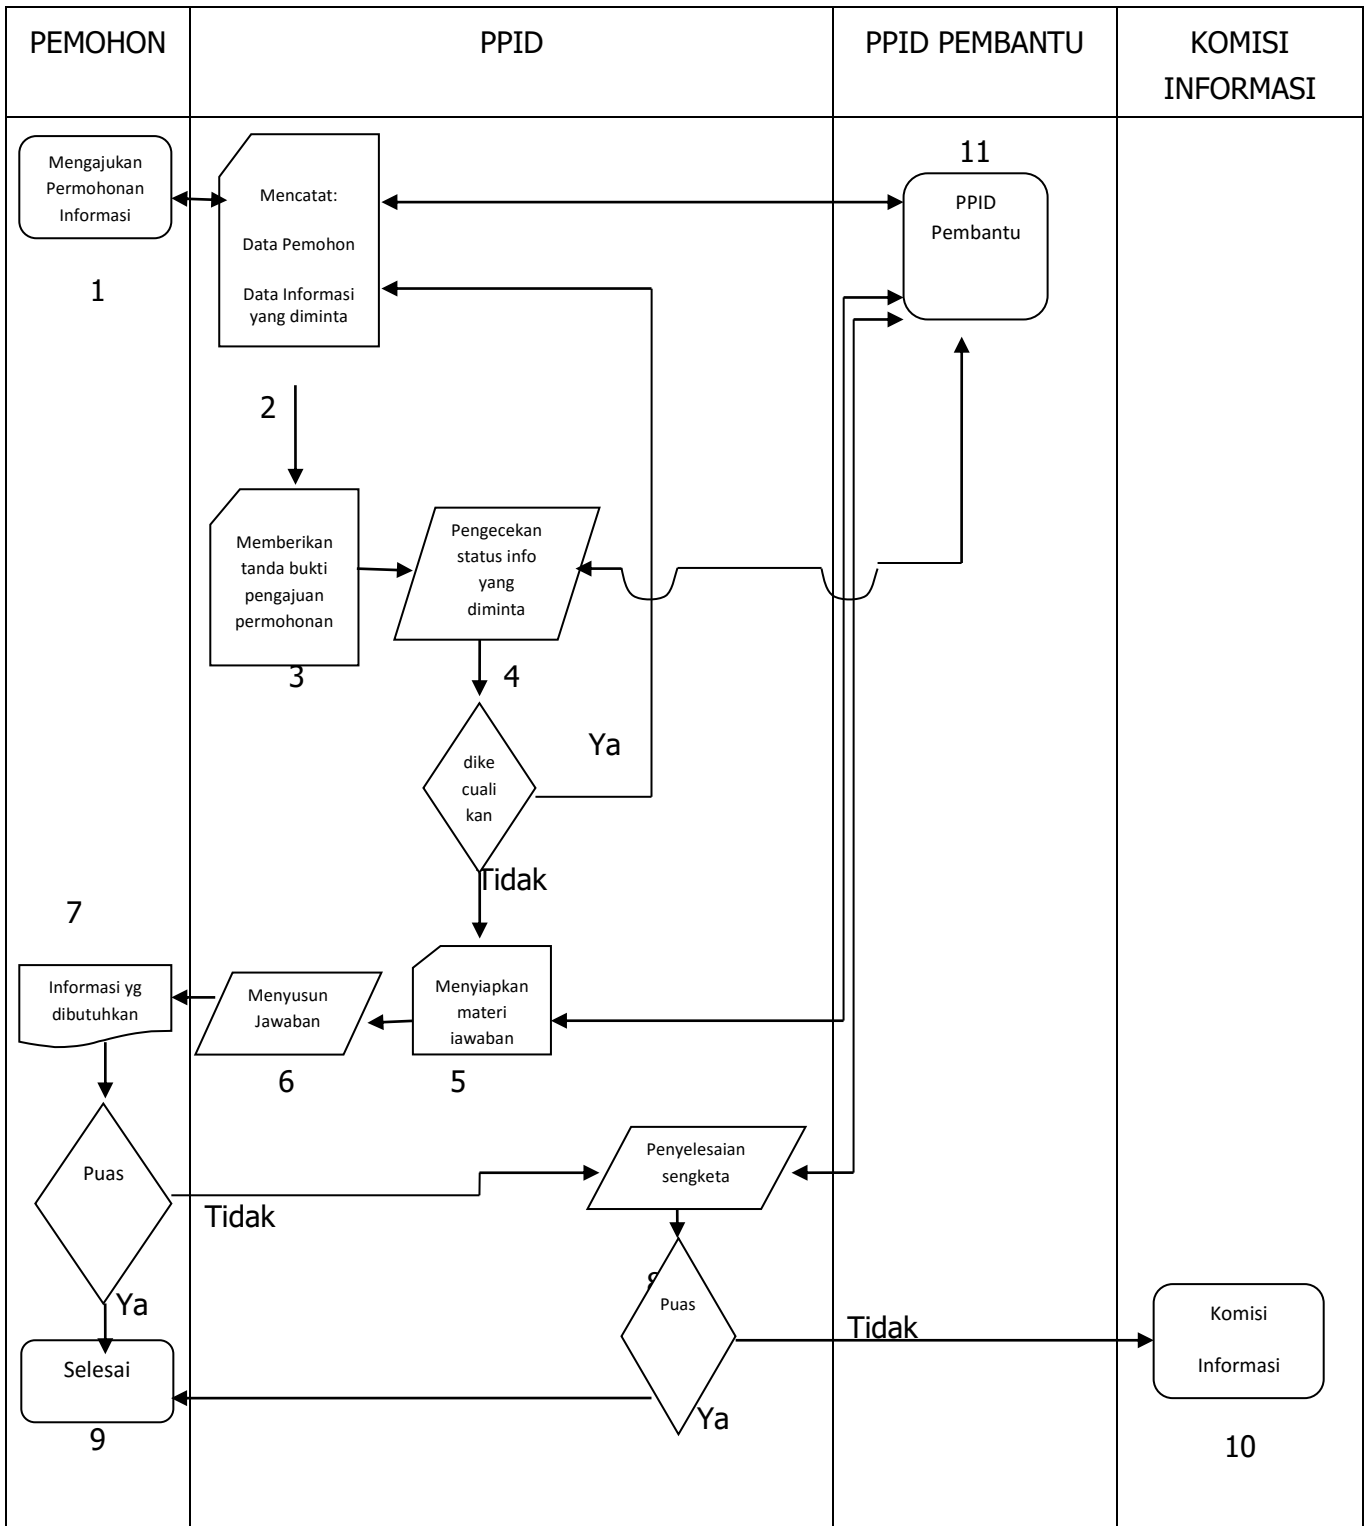 PEMOHON
PPID
PPID PEMBANTU
KOMISI
INFORMASI
Mengajukan
Permohonan
Informasi
1
Mencatat:
Data Pemohon
Data Informasi
yang diminta
2
11
PPID
Pembantu
Memberikan
tanda bukti
pengajuan
permohonan
3
Pengecekan
status info
yang
diminta
4
dike
cuali
kan
Ya
Tidak
7
Informasi yg
dibutuhkan
Menyusun
Jawaban
6
Menyiapkan
materi
iawaban
5
Puas
Tidak
Ya
Penyelesaian
sengketa
Puas
Tidak
Ya
Selesai
9
Komisi
Informasi
10